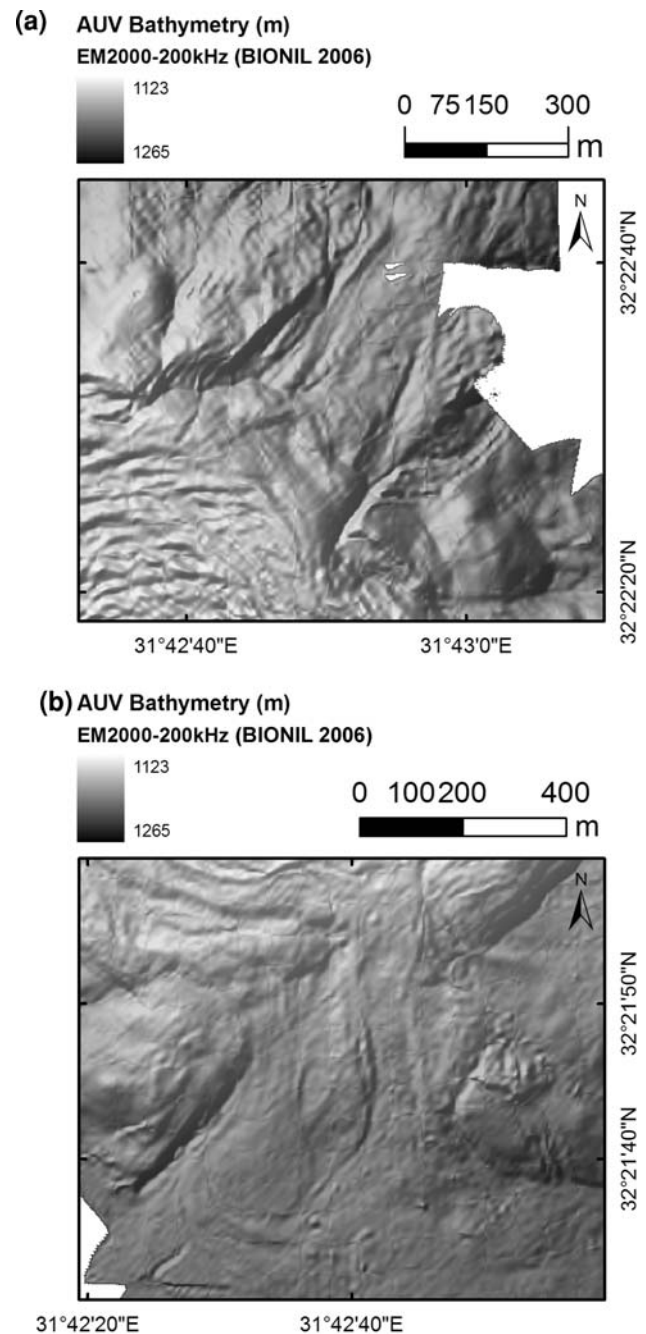 (a) AUV Bathymetry (m)
EM2000-200kHz (BIONIL 2006)
1123
1265
0 75 150 300
m
N
32°22'40"N
32°22'20"N
31°42'40"E 31°43'0"E
(b) AUV Bathymetry (m)
EM2000-200kHz (BIONIL 2006)
1123
1265
0 100 200 400
m
N
32°21'50"N
32°21'40"N
31°42'20"E 31°42'40"E